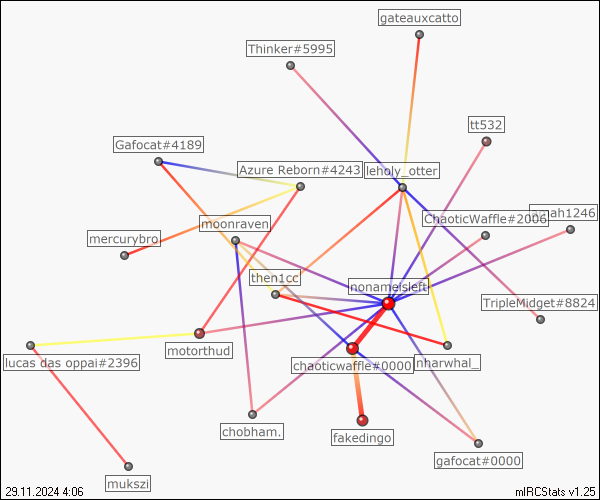 gateauxcatto
Thinker#5995
tt532
Gafocat#4189
Azure Reborn#4243
leholy_otter
ChaoticWaffle#2006
moonraven
mercurybro
then1cc
nonameisleft
TripleMidget#8824
motorthud
lucas das oppai#2396
chaoticwaffle#0000
nharwhal_
chobham.
fakedingo
gafocat#0000
mukszi
29.11.2024 4:06
mIRCStats v1.25